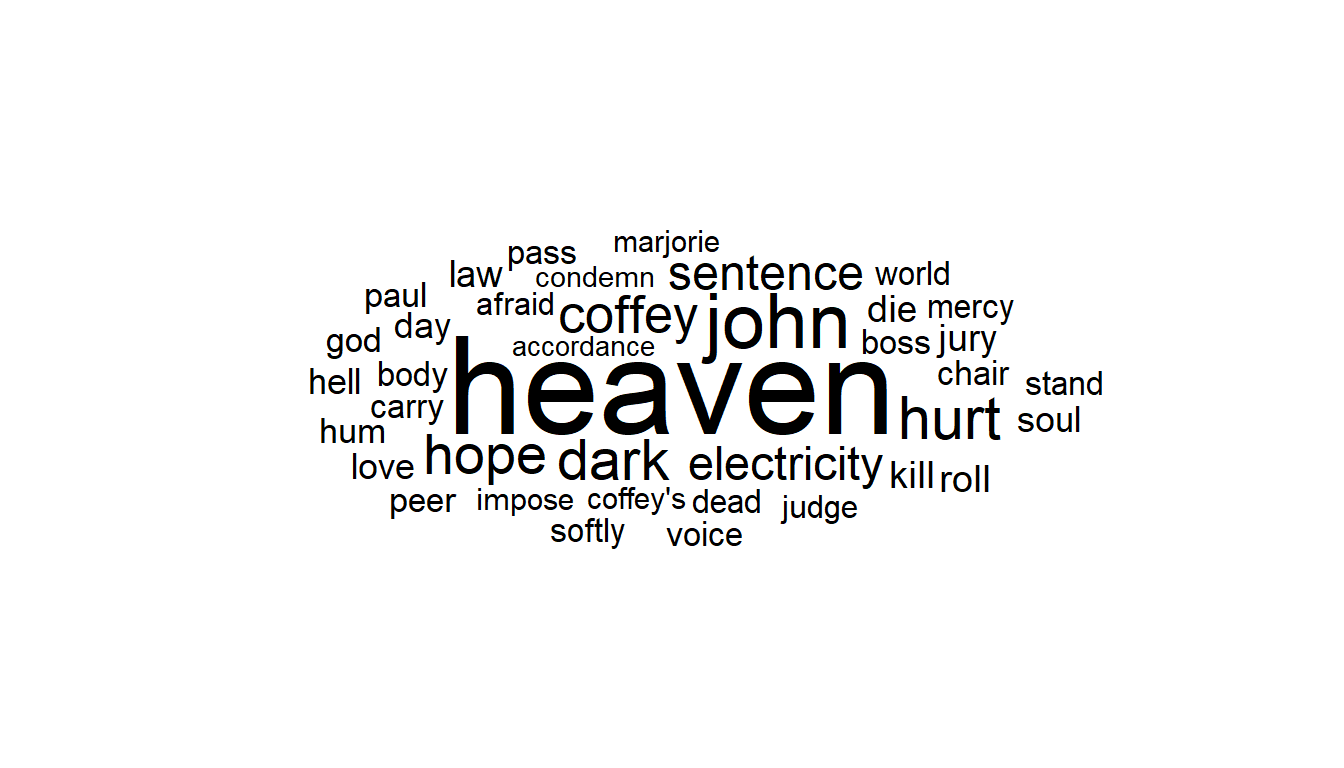 marjorie
pass
law condemn sentence world
paul afraid coffey john die mercy
god day accordance boss jury
hell body heaven chair stand
carry hurt soul
hum hope dark electricity kill roll
love
peer impose coffey's dead judge
softly voice